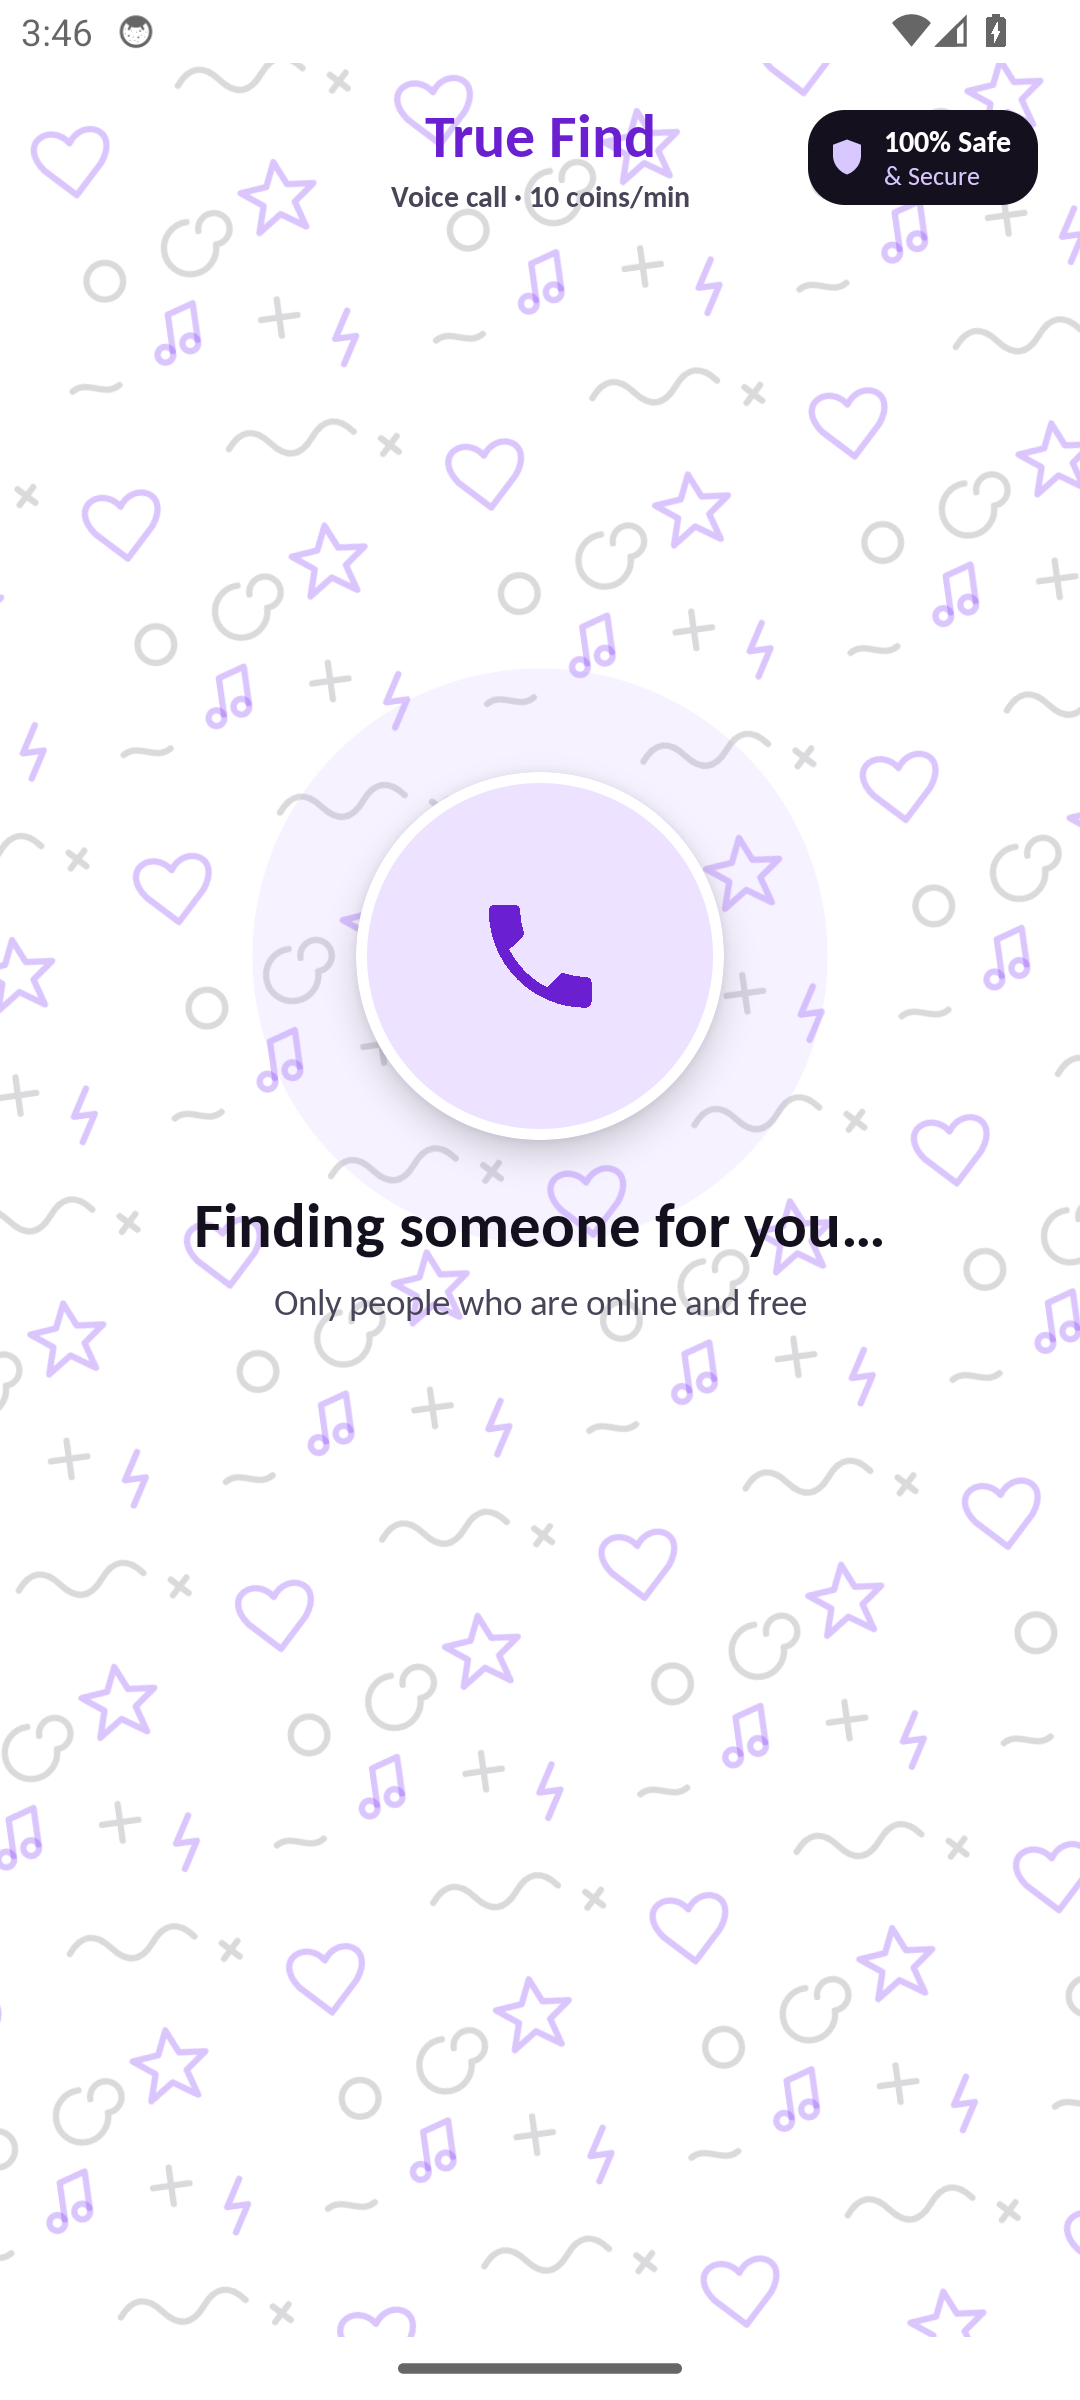 3:46
True Find
Voice call · 10 coins/min
100% Safe
& Secure
Finding someone for you...
Only people who are online and free